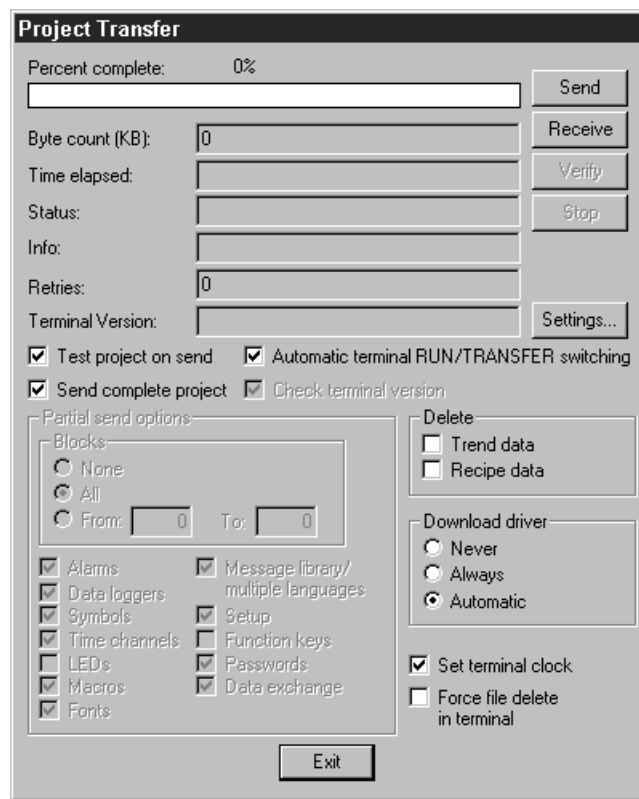 Project Transfer
Percent complete: 0%
Send
Byte count (KB): 0
Receive
Time elapsed:
Verify
Status:
Stop
Info:
Retries: 0
Terminal Version:
Settings...
Test project on send Automatic terminal RUN/TRANSFER switching
Send complete project Check terminal version
Partial send options
Blocks
None
All
From: 0 To: 0
Alarms
Data loggers
Symbols
Time channels
LEDs
Macros
Fonts
Message library/
multiple languages
Setup
Function keys
Passwords
Data exchange
Delete
Trend data
Recipe data
Download driver
Never
Always
Automatic
Set terminal clock
Force file delete
in terminal
Exit